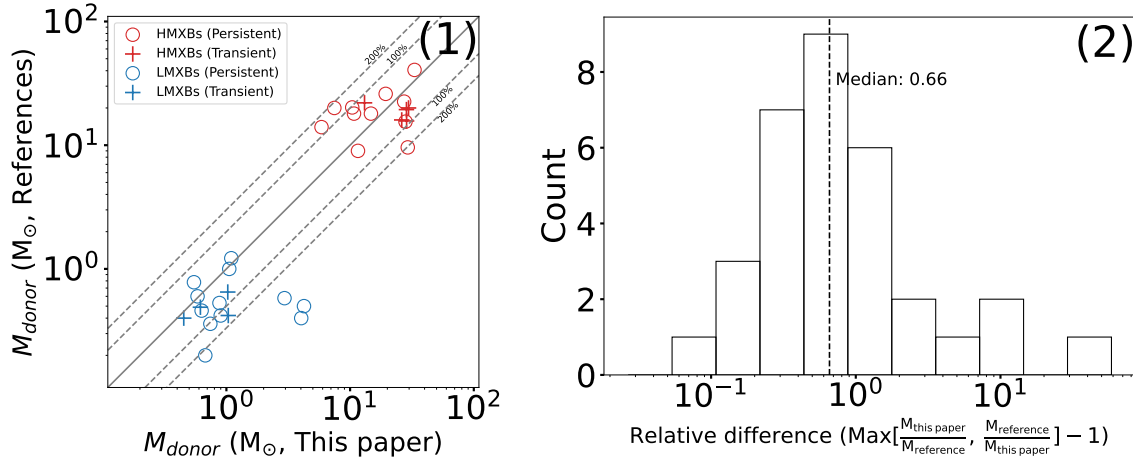 (1)
HMXBs (Persistent)
HMXBs (Transient)
LMXBs (Persistent)
LMXBs (Transient)
200%
100%
100%
200%
10²
10¹
10⁰
M_donor (M⊙, References)
10⁰ 10¹ 10²
M_donor (M⊙, This paper)
(2)
Median: 0.66
8
6
4
2
0
Count
10⁻¹ 10⁰ 10¹
Relative difference (Max[M_this paper/M_reference, M_reference/M_this paper] − 1)